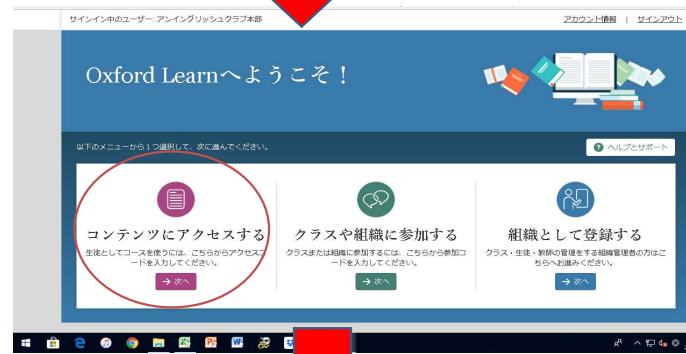 サインイン中のユーザー: アンイングリッシュクラブ本部
アカウント情報 | サインアウト
Oxford Learnへようこそ!
以下のメニューから1つ選択して、次に進んでください。
? ヘルプとサポート
コンテンツにアクセスする
生徒としてコースを使うには、こちらからアクセスコードを入力してください。
→ 次へ
クラスや組織に参加する
クラスまたは組織に参加するには、こちらから参加コ
ードを入力してください。
→ 次へ
組織として登録する
クラス・生徒・教師の管理をする組織管理者の方はこ
ちらへお進みください。
→ 次へ